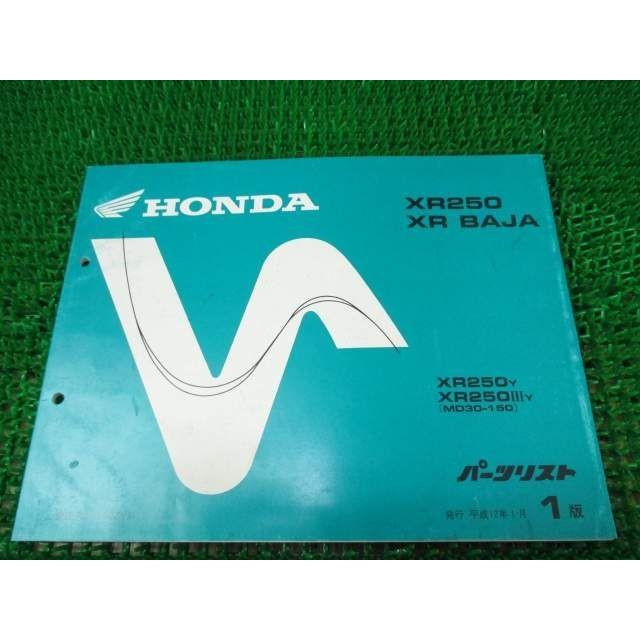 HONDA
XR250
XR BAJA
XR250Y
XR250ⅢY
(MD30-150)
パーツリスト
発行 平成12年1月 1版